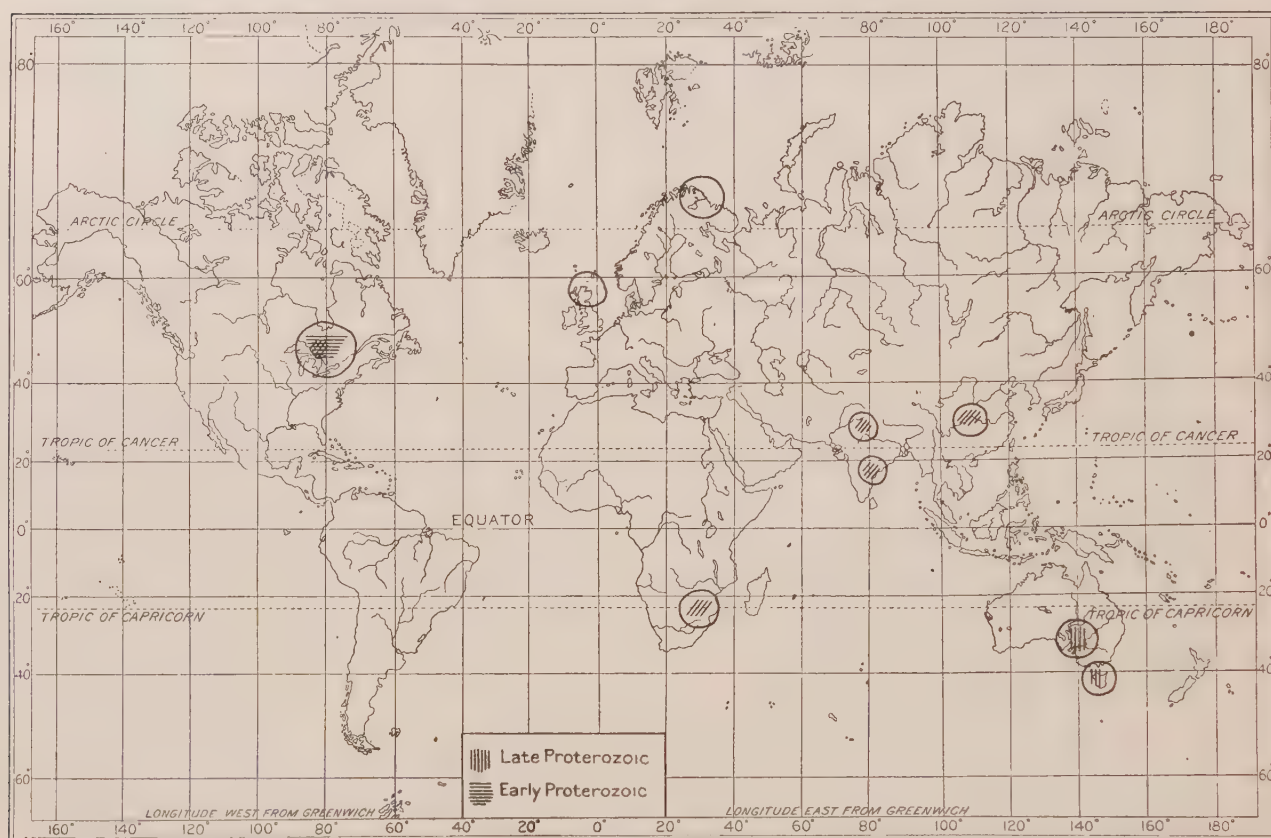 160° 140° 120° 100° 80° 60° 40° 20° 0° 20° 40° 60° 80° 100° 120° 140° 160° 180°
80° 80°
ARCTIC CIRCLE ARCTIC CIRCLE
60° 60°
40° 40°
TROPIC OF CANCER TROPIC OF CANCER
20° 20°
EQUATOR
0° 0°
20° 20°
TROPIC OF CAPRICORN TROPIC OF CAPRICORN
40° 40°
Late Proterozoic
60° 60°
Early Proterozoic
LONGITUDE WEST FROM GREENWICH LONGITUDE EAST FROM GREENWICH
160° 140° 120° 100° 80° 60° 40° 20° 0° 20° 40° 60° 80° 100° 120° 140° 160° 180°